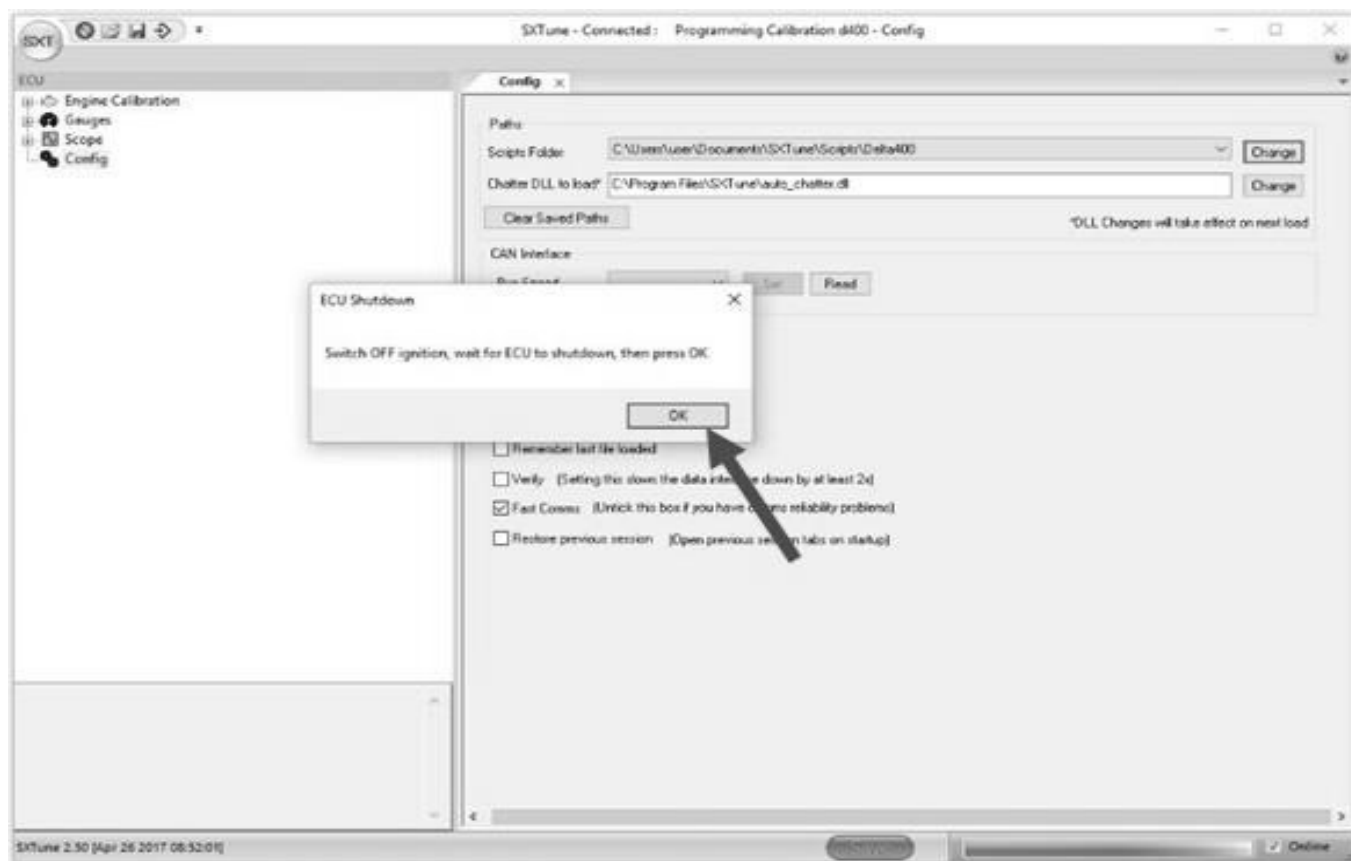 SXT
SXTune - Connected : Programming Calibration d400 - Config
ECU
Config
Engine Calibration
Gauges
Scope
Config
Paths
Scripts Folder C:\Users\user\Documents\SXTune\Scripts\Delta400 Change
Chatter DLL to load* C:\Program Files\SXTune\auto_chatter.dll Change
Clear Saved Paths *DLL Changes will take effect on next load
CAN Interface
Read
ECU Shutdown
Switch OFF ignition, wait for ECU to shutdown, then press OK
OK
Remember last file loaded
Verify (Setting this slows the data down by at least 2x)
Fast Comms (Untick this box if you have reliability problems)
Restore previous session (Open previous tabs on startup)
SXTune 2.50 [Apr 26 2017 08:52:01] Online